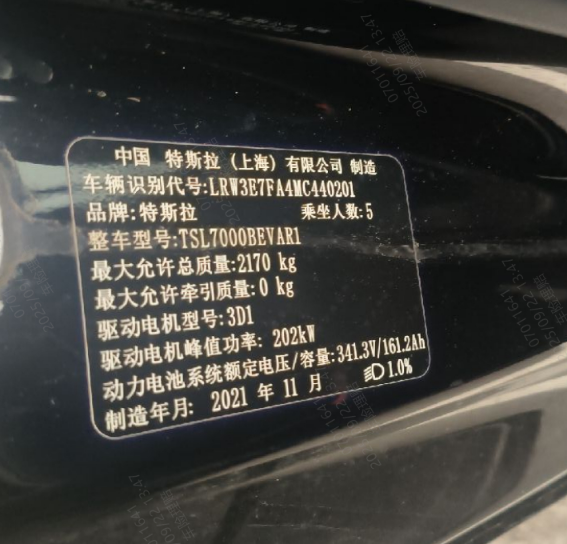 中国 特斯拉（上海）有限公司 制造
车辆识别代号:LRW3E7FA4MC440201
品牌:特斯拉 乘坐人数:5
整车型号:TSL7000BEVAR1
最大允许总质量:2170 kg
最大允许牵引质量:0 kg
驱动电机型号:3D1
驱动电机峰值功率: 202kW
动力电池系统额定电压/容量:341.3V/161.2Ah
制造年月: 2021 年 11 月 1.0%